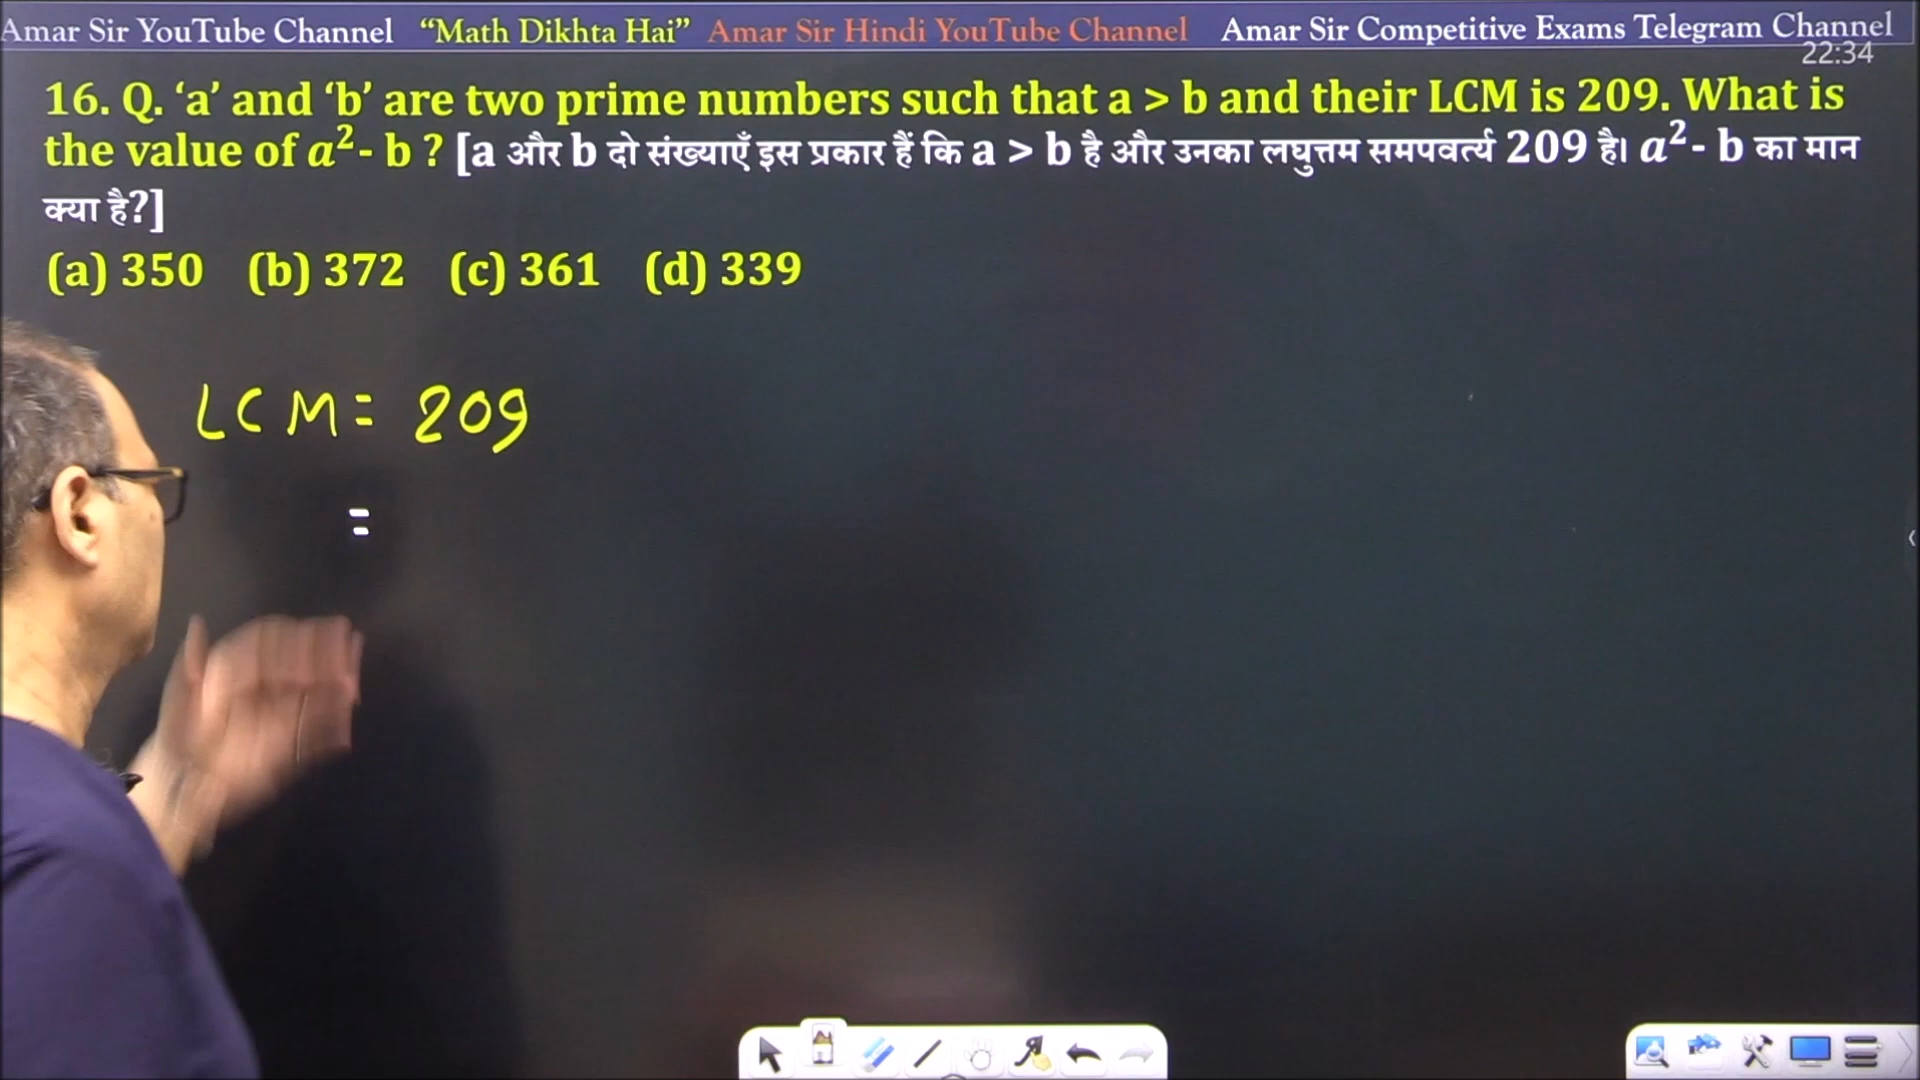 Amar Sir YouTube Channel “Math Dikhta Hai” Amar Sir Hindi YouTube Channel Amar Sir Competitive Exams Telegram Channel
22:34
16. Q. ‘a’ and ‘b’ are two prime numbers such that a > b and their LCM is 209. What is
the value of a² - b ? [a और b दो संख्याएँ इस प्रकार हैं कि a > b है और उनका लघुत्तम समपवर्त्य 209 है। a² - b का मान
क्या है?]
(a) 350 (b) 372 (c) 361 (d) 339
LCM = 209
=